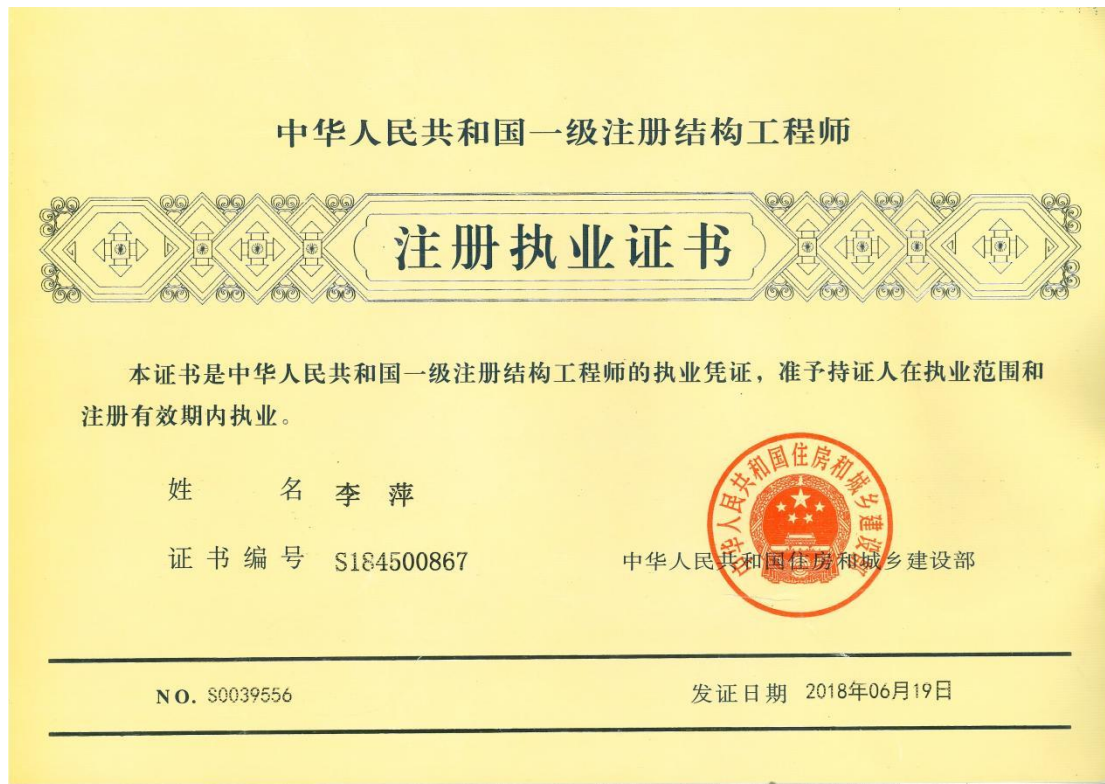 中华人民共和国一级注册结构工程师
注册执业证书
本证书是中华人民共和国一级注册结构工程师的执业凭证，准予持证人在执业范围和
注册有效期内执业。
姓 名 李 萍
中华人民共和国住房和城乡建设部
证书编号 S184500867
中华人民共和国住房和城乡建设部
NO. S0039556
发证日期 2018年06月19日